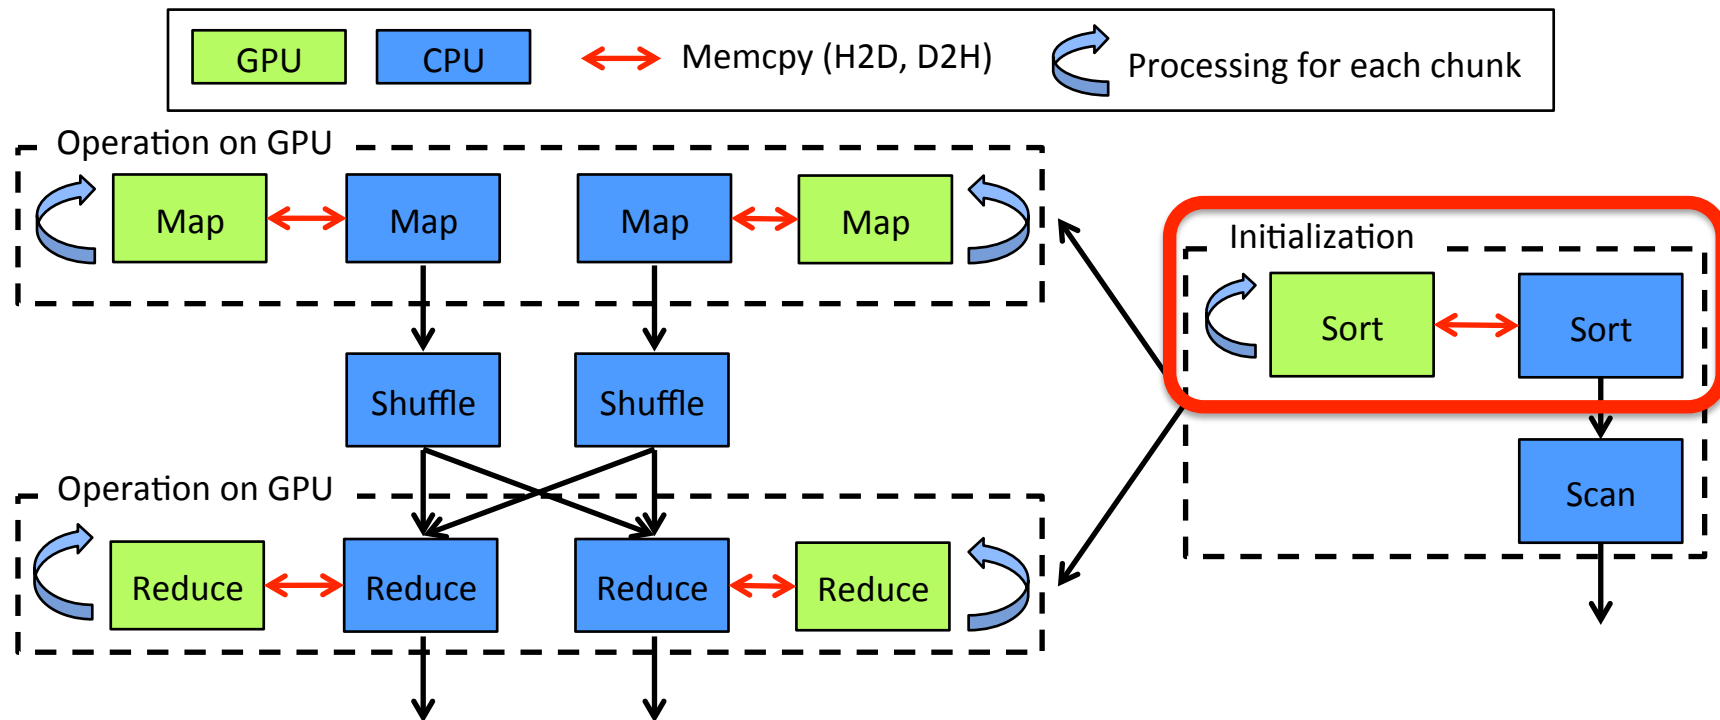 GPU
CPU
Memcpy (H2D, D2H)
Processing for each chunk
Operation on GPU
Map
Map
Map
Map
Initialization
Sort
Sort
Shuffle
Shuffle
Scan
Operation on GPU
Reduce
Reduce
Reduce
Reduce